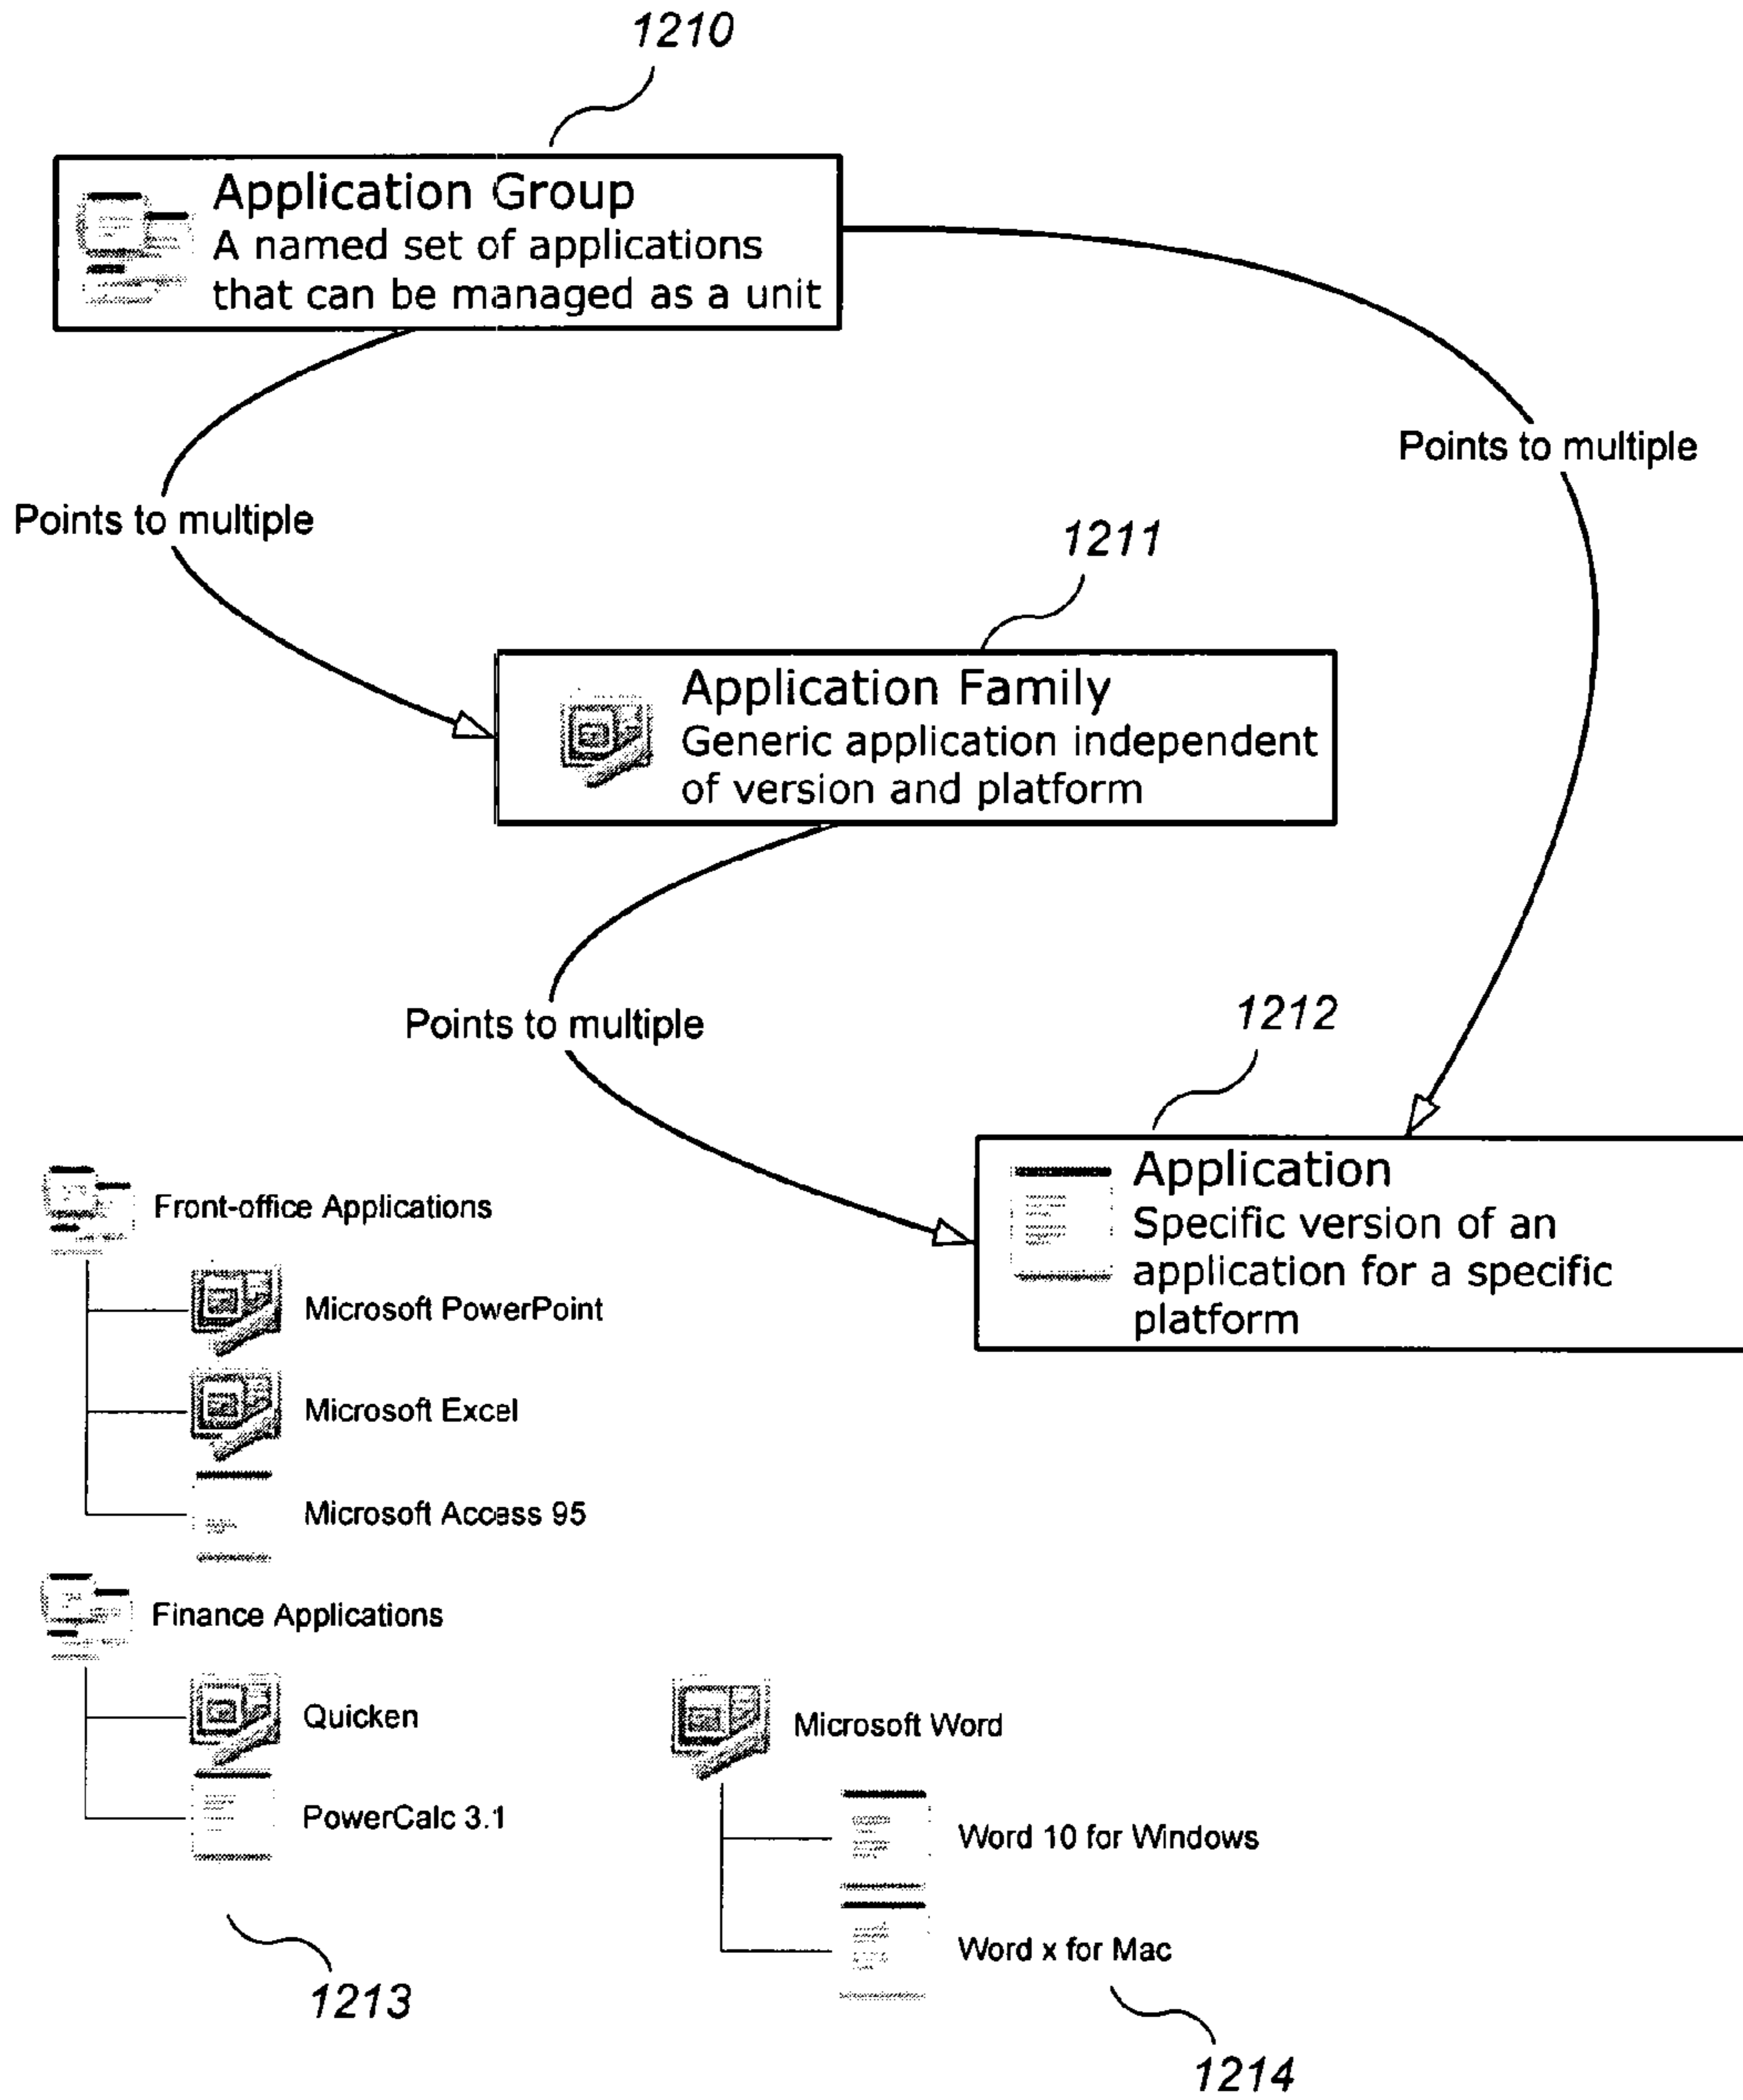 1210
Application Group
A named set of applications
that can be managed as a unit
Points to multiple
Points to multiple
1211
Application Family
Generic application independent
of version and platform
Points to multiple
1212
Application
Specific version of an
application for a specific
platform
Front-office Applications
Microsoft PowerPoint
Microsoft Excel
Microsoft Access 95
Finance Applications
Quicken
PowerCalc 3.1
1213
Microsoft Word
Word 10 for Windows
Word x for Mac
1214